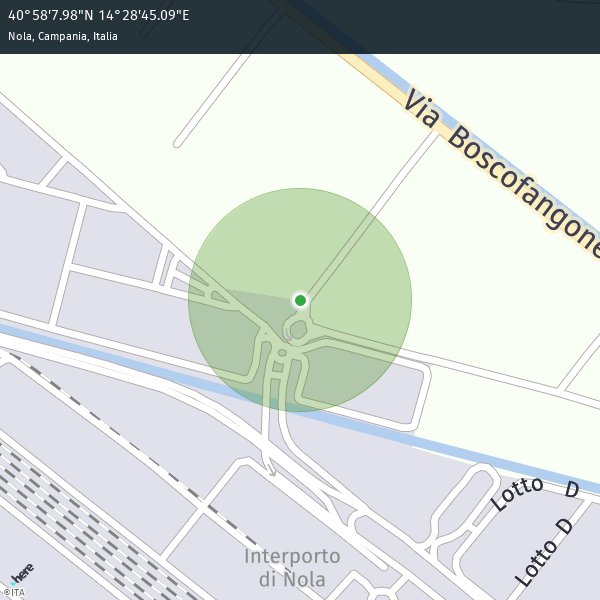 40°58'7.98"N 14°28'45.09"E
Nola, Campania, Italia
Via Boscofangone
Lotto D
Lotto D
Interporto
di Nola
here
©ITA